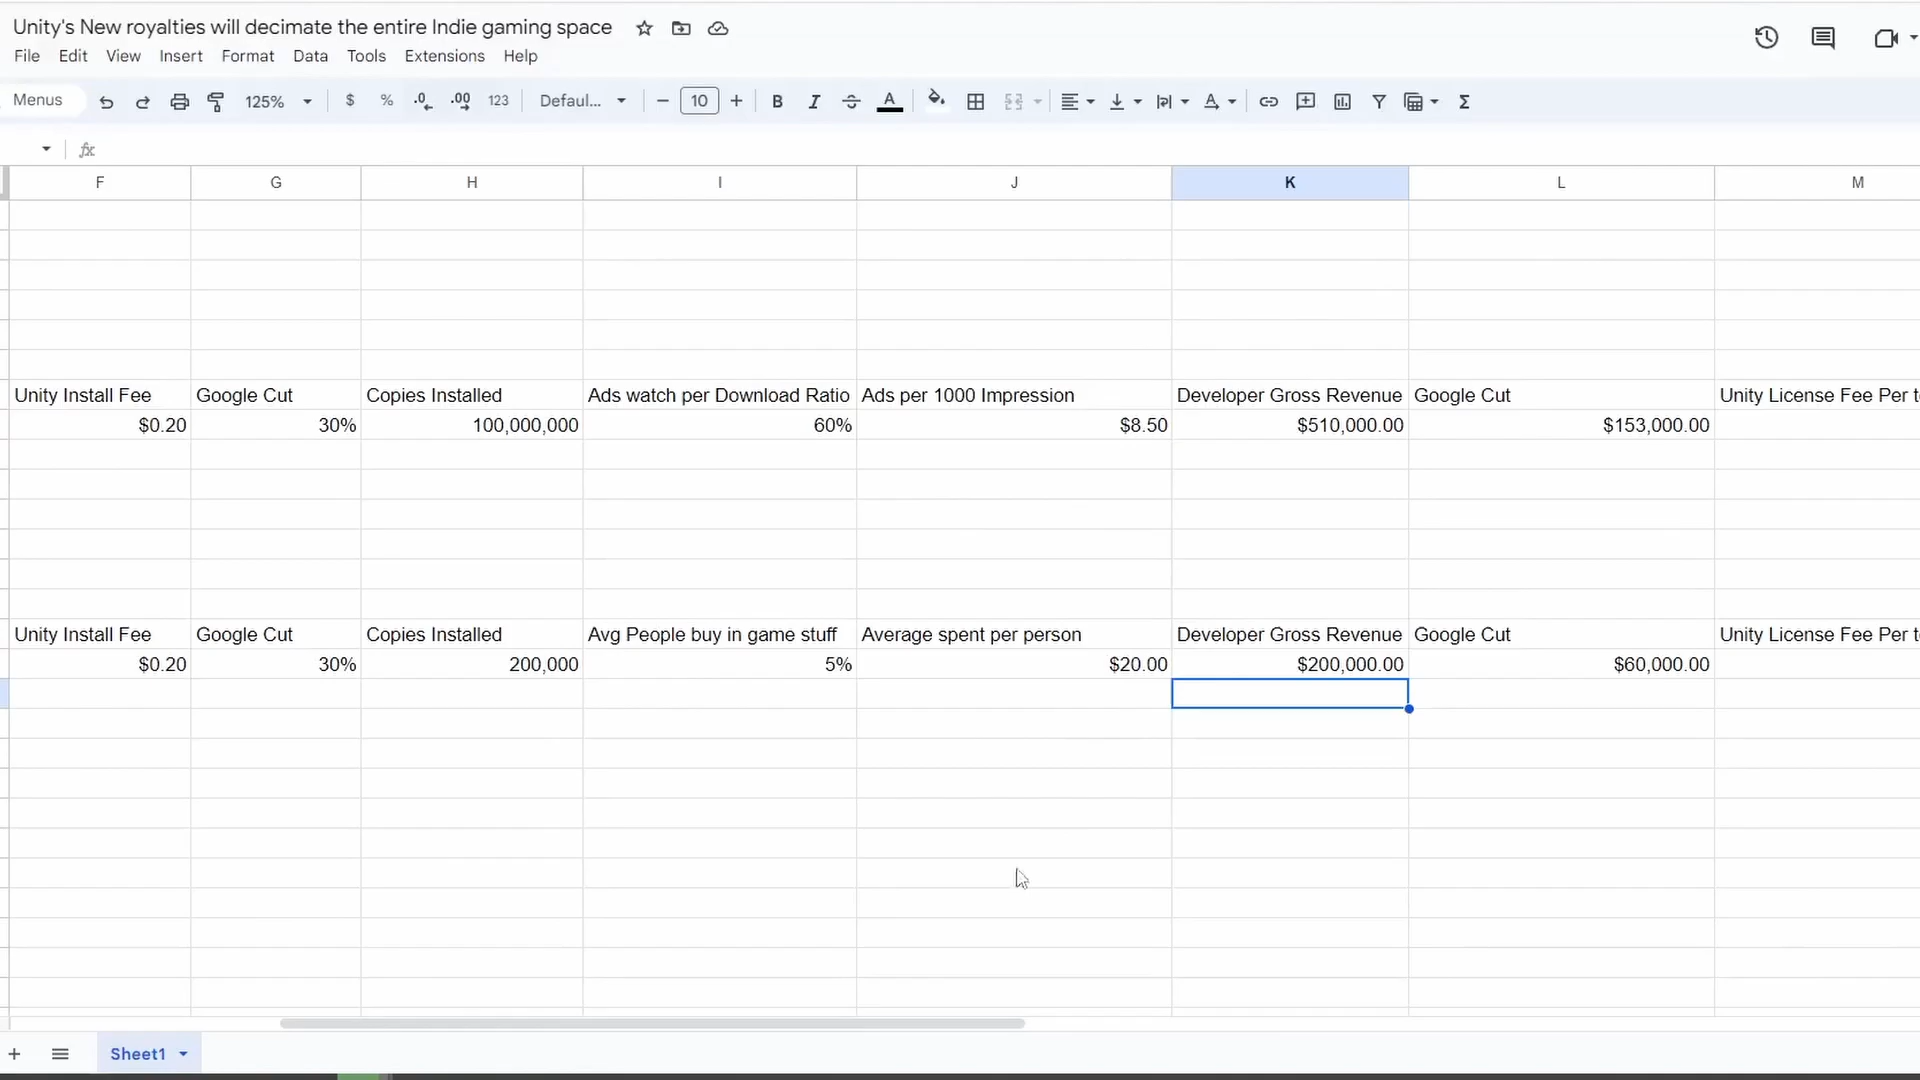 Unity's New royalties will decimate the entire Indie gaming space
File Edit View Insert Format Data Tools Extensions Help
Menus 125% $ % .0 .00 123 Defaul... − 10 + B I S A Σ
fx
F G H I J K L M
Unity Install Fee Google Cut Copies Installed Ads watch per Download Ratio Ads per 1000 Impression Developer Gross Revenue Google Cut Unity License Fee Per t
$0.20 30% 100,000,000 60% $8.50 $510,000.00 $153,000.00
Unity Install Fee Google Cut Copies Installed Avg People buy in game stuff Average spent per person Developer Gross Revenue Google Cut Unity License Fee Per t
$0.20 30% 200,000 5% $20.00 $200,000.00 $60,000.00
+ Sheet1